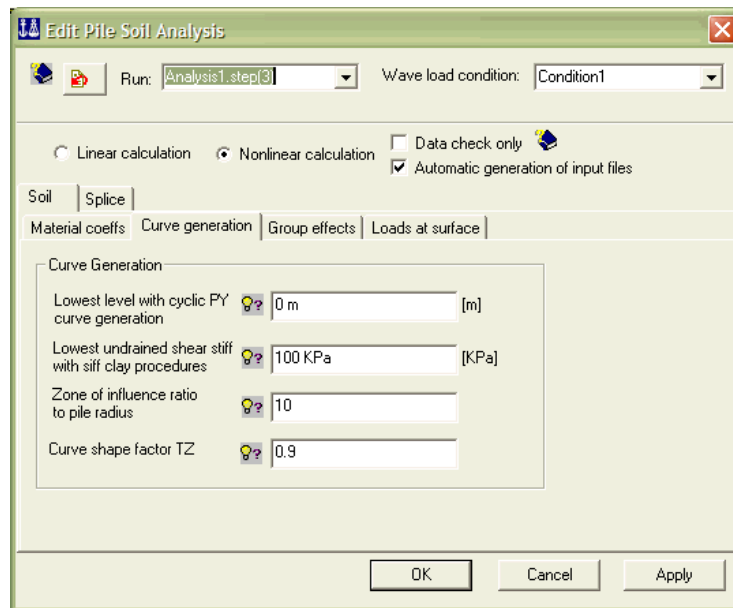 Edit Pile Soil Analysis
Run: Analysis1.step(3) Wave load condition: Condition1
Linear calculation Nonlinear calculation Data check only
Automatic generation of input files
Soil Splice
Material coeffs Curve generation Group effects Loads at surface
Curve Generation
Lowest level with cyclic PY
curve generation
0 m [m]
Lowest undrained shear stiff
with siff clay procedures
100 KPa [KPa]
Zone of influence ratio
to pile radius
10
Curve shape factor TZ 0.9
OK Cancel Apply